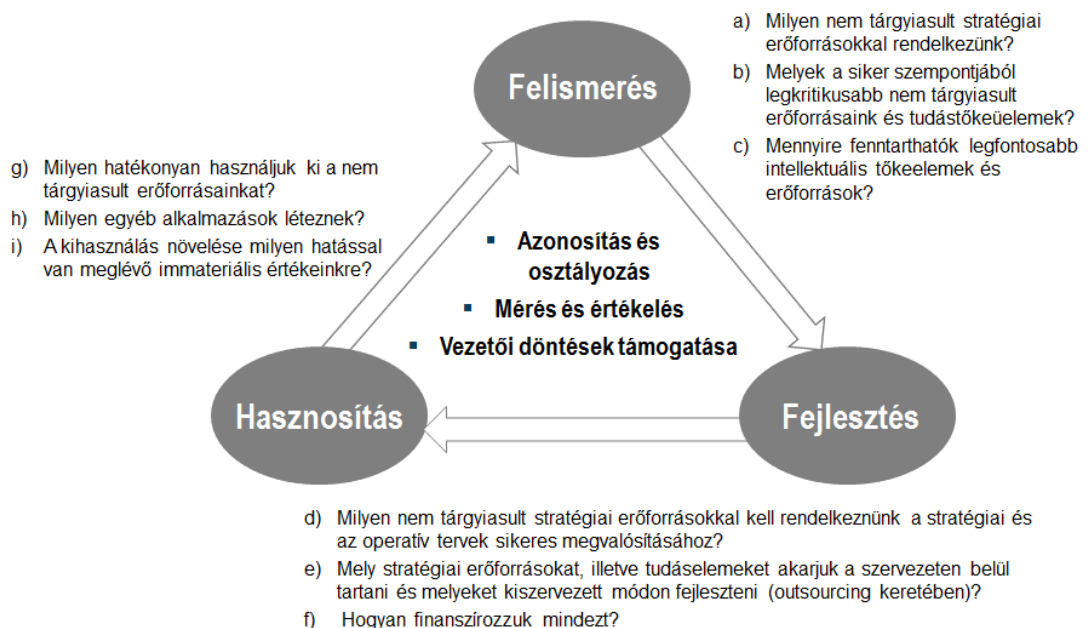 Felismerés
a) Milyen nem tárgyiasult stratégiai
erőforrásokkal rendelkezünk?
b) Melyek a siker szempontjából
legkritikusabb nem tárgyiasult
erőforrásaink és tudástőkeüelemek?
c) Mennyire fenntarthatók legfontosabb
intellektuális tőkeelemek és
erőforrások?
g) Milyen hatékonyan használjuk ki a nem
tárgyiasult erőforrásainkat?
h) Milyen egyéb alkalmazások léteznek?
i) A kihasználás növelése milyen hatással
van meglévő immateriális értékeinkre?
▪ Azonosítás és
osztályozás
▪ Mérés és értékelés
▪ Vezetői döntések támogatása
Hasznosítás
Fejlesztés
d) Milyen nem tárgyiasult stratégiai erőforrásokkal kell rendelkeznünk a stratégiai és
az operatív tervek sikeres megvalósításához?
e) Mely stratégiai erőforrásokat, illetve tudáselemeket akarjuk a szervezeten belül
tartani és melyeket kiszervezett módon fejleszteni (outsourcing keretében)?
f) Hogyan finanszírozzuk mindezt?